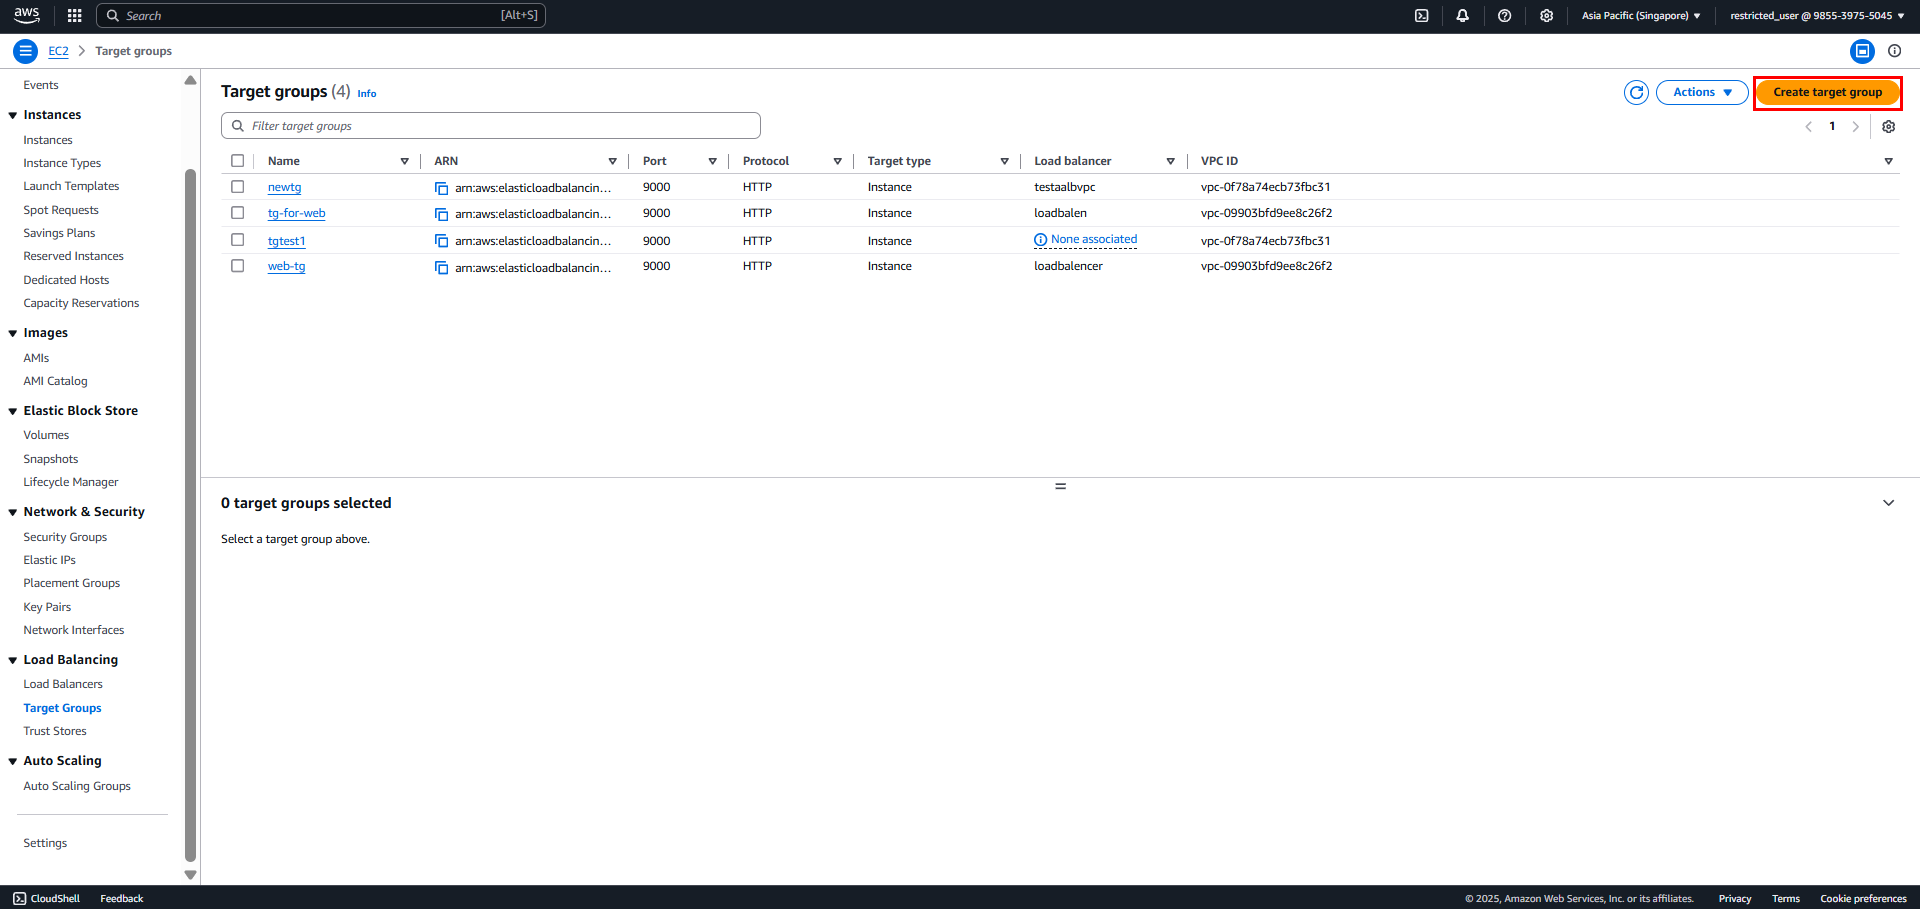 aws
Search [Alt+S]
Asia Pacific (Singapore)
restricted_user @ 9855-3975-5045
EC2 Target groups
Events
Instances
Instances
Instance Types
Launch Templates
Spot Requests
Savings Plans
Reserved Instances
Dedicated Hosts
Capacity Reservations
Images
AMIs
AMI Catalog
Elastic Block Store
Volumes
Snapshots
Lifecycle Manager
Network & Security
Security Groups
Elastic IPs
Placement Groups
Key Pairs
Network Interfaces
Load Balancing
Load Balancers
Target Groups
Trust Stores
Auto Scaling
Auto Scaling Groups
Settings
Target groups (4) Info
Actions
Create target group
Filter target groups
1
Name ARN Port Protocol Target type Load balancer VPC ID
newtg arn:aws:elasticloadbalancin... 9000 HTTP Instance testaalbvpc vpc-0f78a74ecb73fbc31
tg-for-web arn:aws:elasticloadbalancin... 9000 HTTP Instance loadbalen vpc-09903bfd9ee8c26f2
tgtest1 arn:aws:elasticloadbalancin... 9000 HTTP Instance None associated vpc-0f78a74ecb73fbc31
web-tg arn:aws:elasticloadbalancin... 9000 HTTP Instance loadbalencer vpc-09903bfd9ee8c26f2
0 target groups selected
Select a target group above.
CloudShell Feedback
© 2025, Amazon Web Services, Inc. or its affiliates. Privacy Terms Cookie preferences